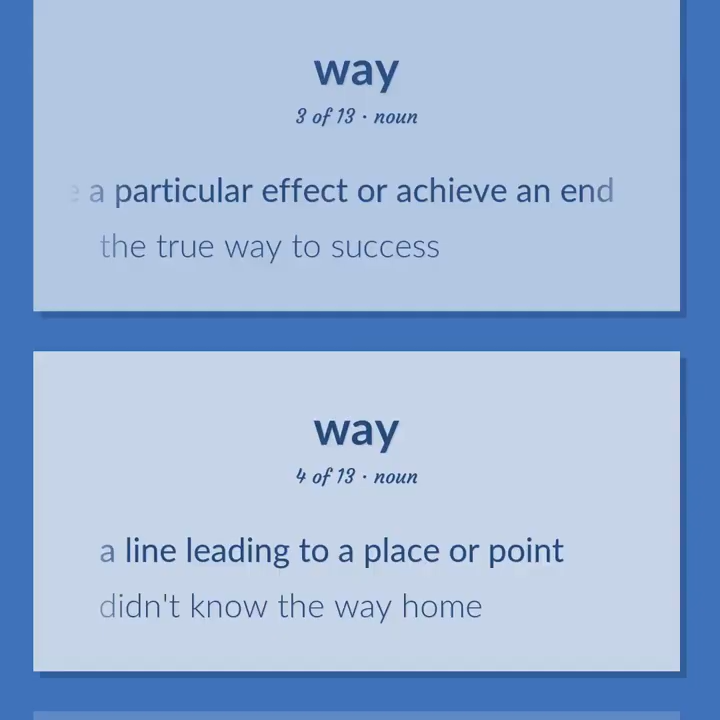 way
3 of 13 · noun
a particular effect or achieve an end
the true way to success
way
4 of 13 · noun
a line leading to a place or point
didn't know the way home